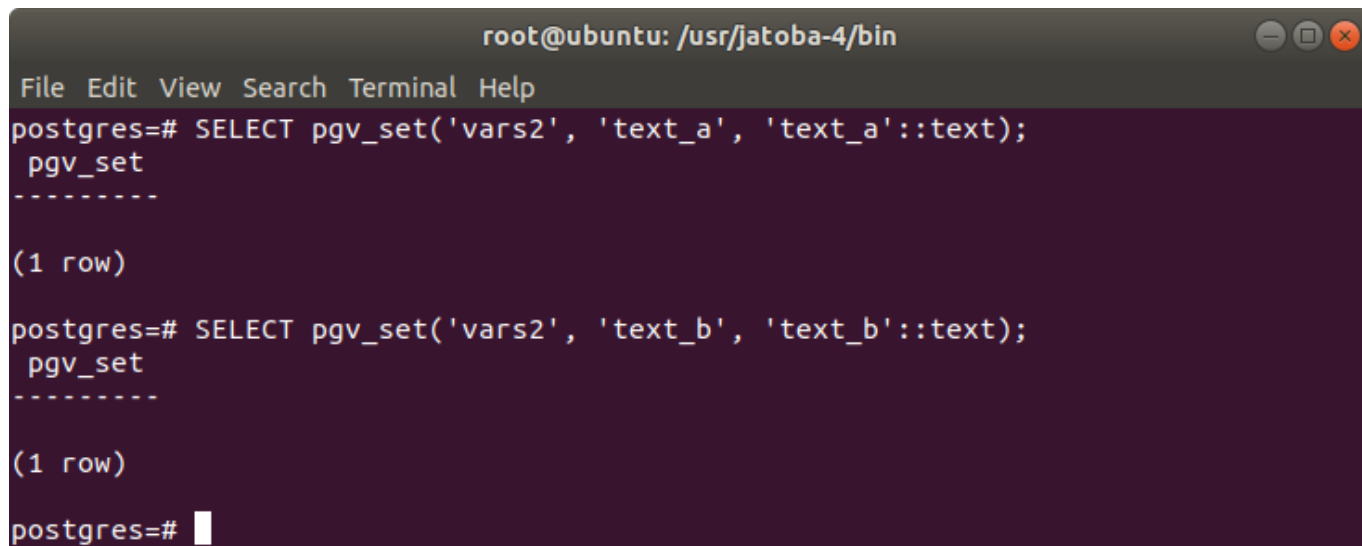 root@ubuntu: /usr/jatoba-4/bin
File Edit View Search Terminal Help
postgres=# SELECT pgv_set('vars2', 'text_a', 'text_a'::text);
 pgv_set
---------

(1 row)

postgres=# SELECT pgv_set('vars2', 'text_b', 'text_b'::text);
 pgv_set
---------

(1 row)

postgres=#